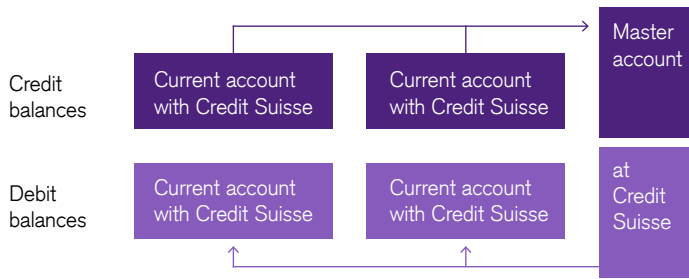 Credit
balances
Current account
with Credit Suisse
Current account
with Credit Suisse
Master
account
Debit
balances
Current account
with Credit Suisse
Current account
with Credit Suisse
at
Credit
Suisse